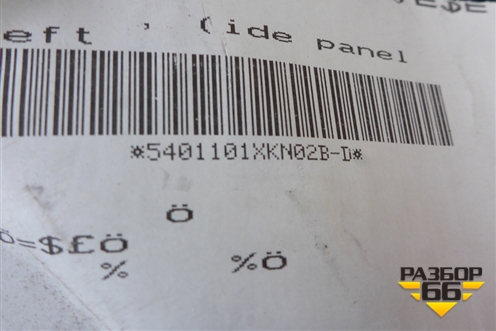 eft ' (ide panel
*5401101XKN02B-D*
Ö
Ö=$£Ö
% %Ö
РАЗБОР
66